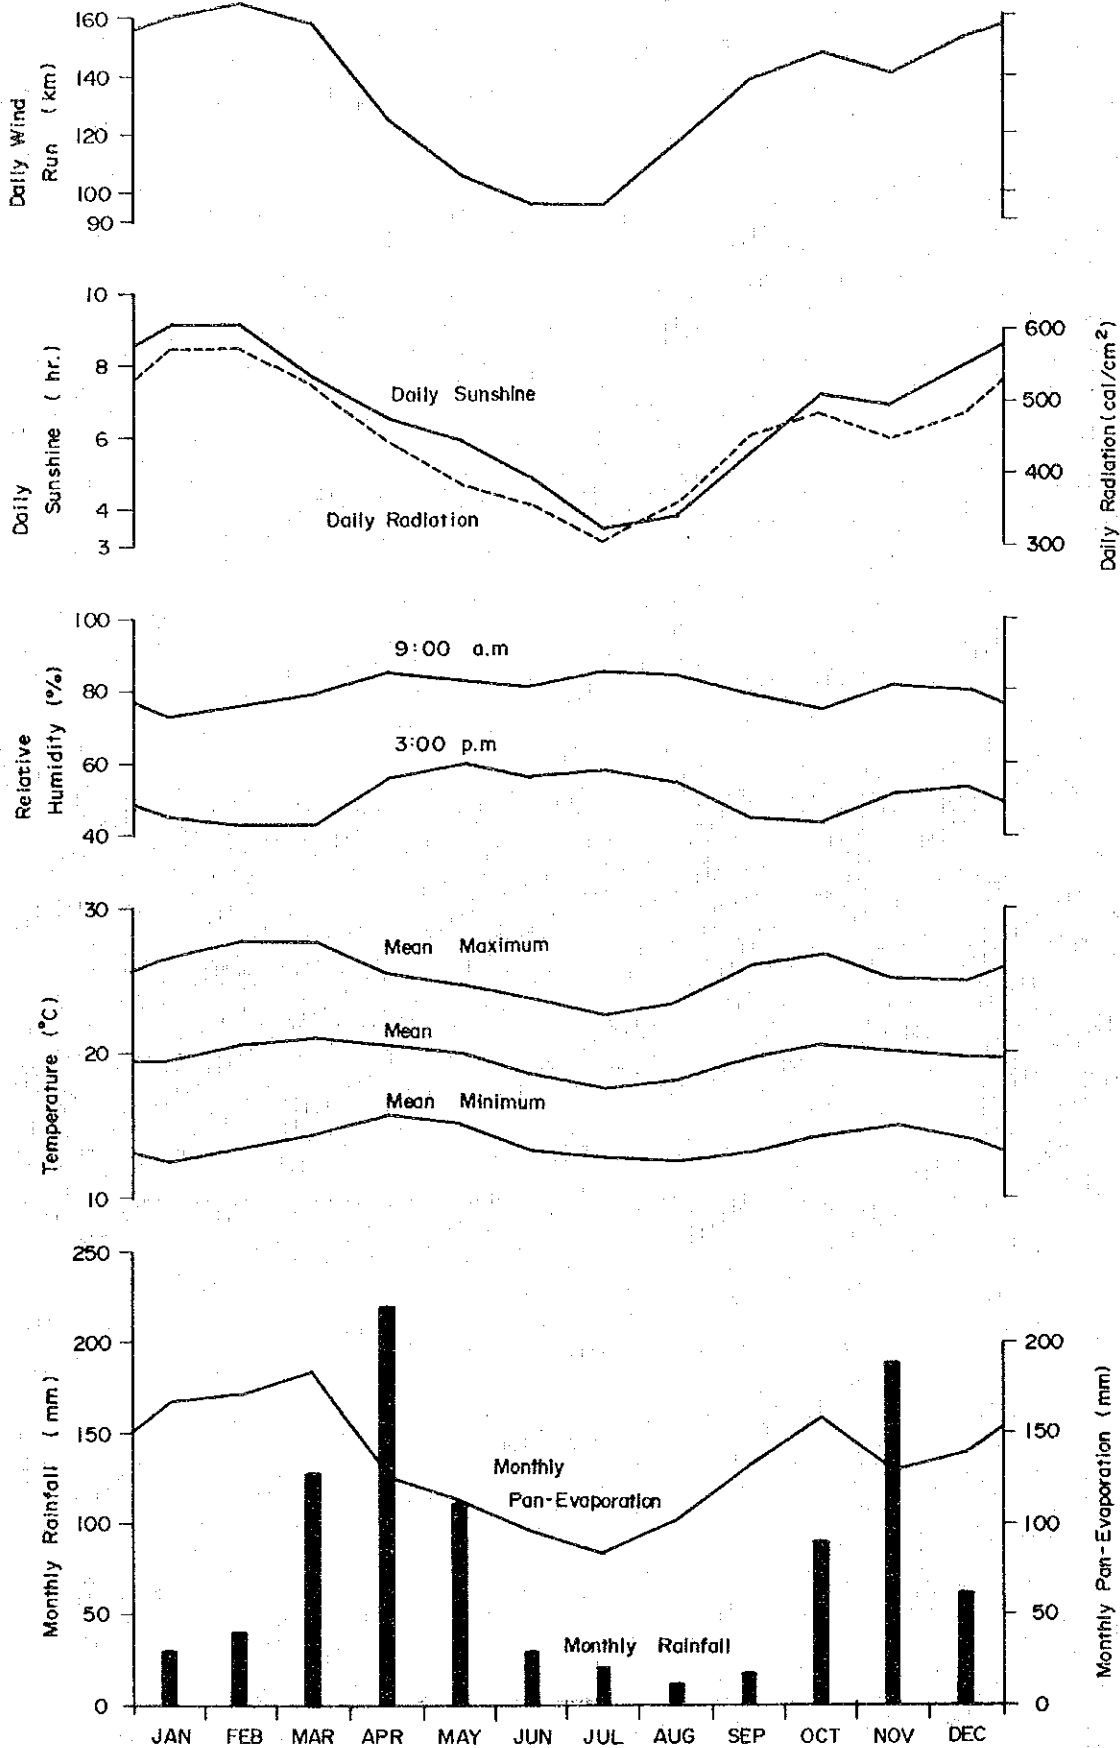 160
140
120
100
90
Daily Wind
Run (km)
10
8
6
4
3
Daily
Sunshine (hr.)
Daily Sunshine
Daily Radiation
600
500
400
300
Daily Radiation (cal/cm²)
100
80
60
40
Relative
Humidity (%)
9:00 a.m
3:00 p.m
30
20
10
Temperature (°C)
Mean Maximum
Mean
Mean Minimum
250
200
150
100
50
0
Monthly Rainfall (mm)
Monthly
Pan-Evaporation
Monthly Rainfall
200
150
100
50
0
Monthly Pan-Evaporation (mm)
JAN FEB MAR APR MAY JUN JUL AUG SEP OCT NOV DEC